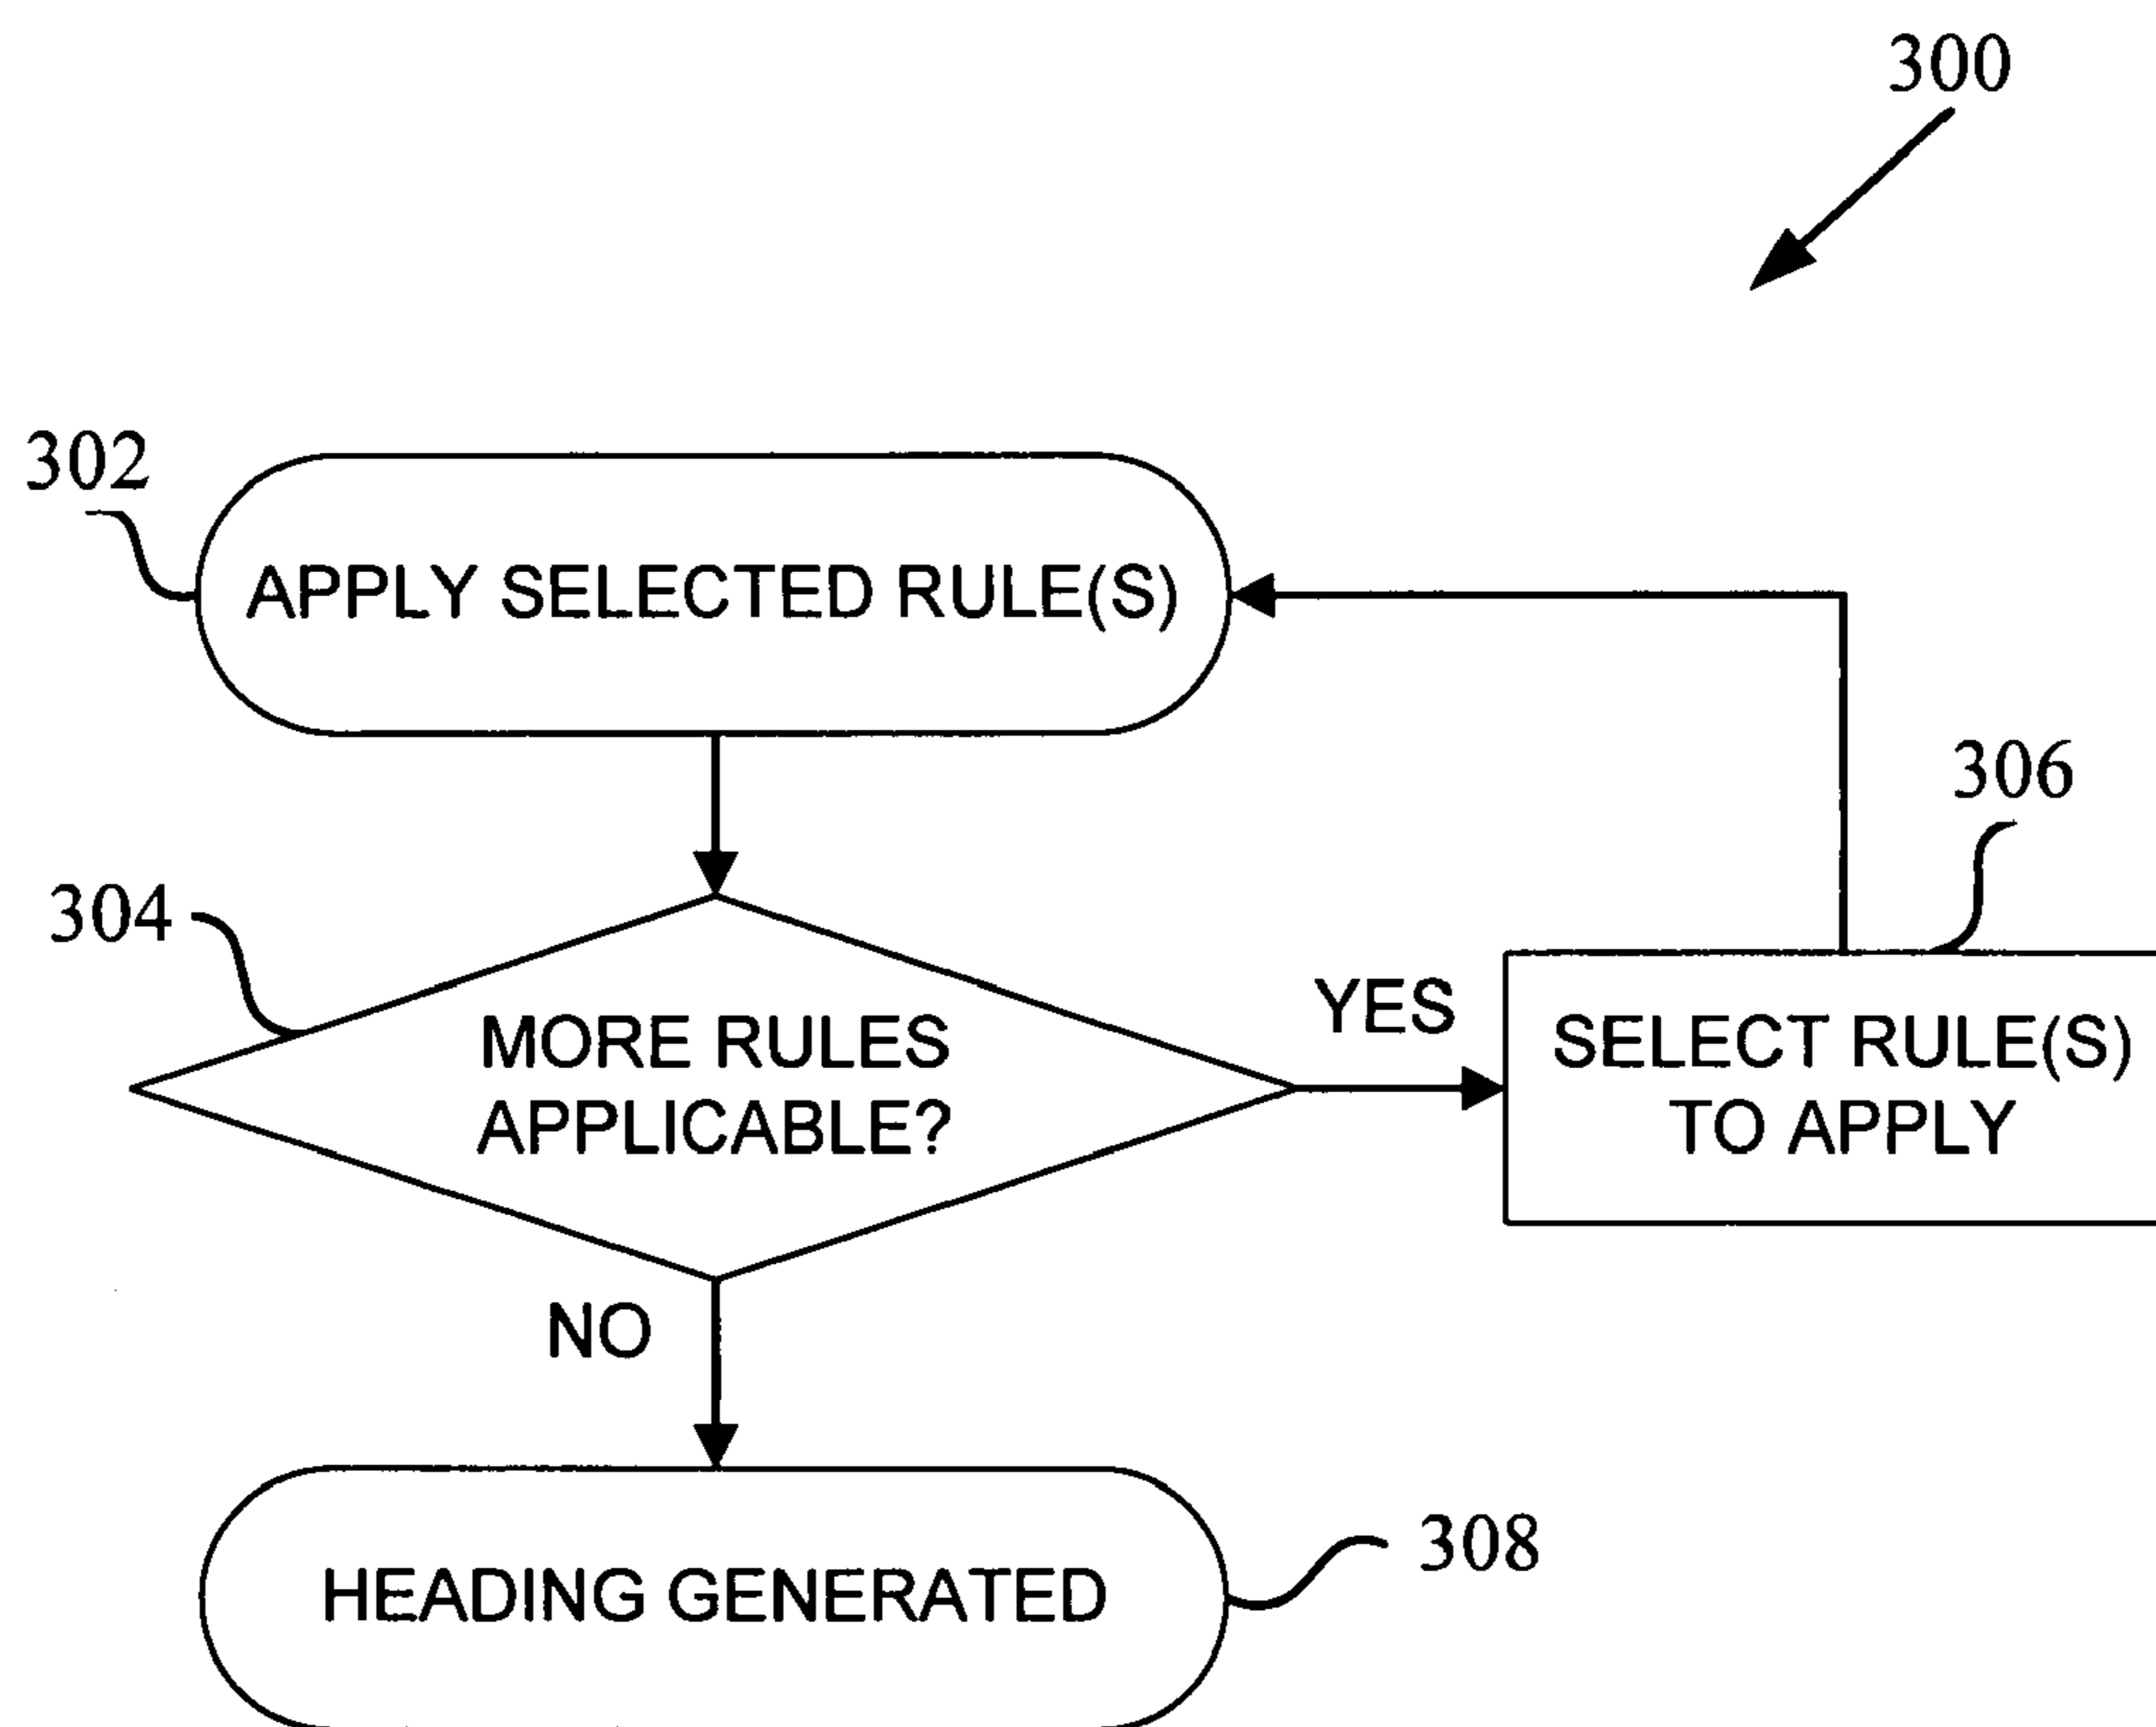 300
302
APPLY SELECTED RULE(S)
306
304
YES
MORE RULES
APPLICABLE?
SELECT RULE(S)
TO APPLY
NO
308
HEADING GENERATED